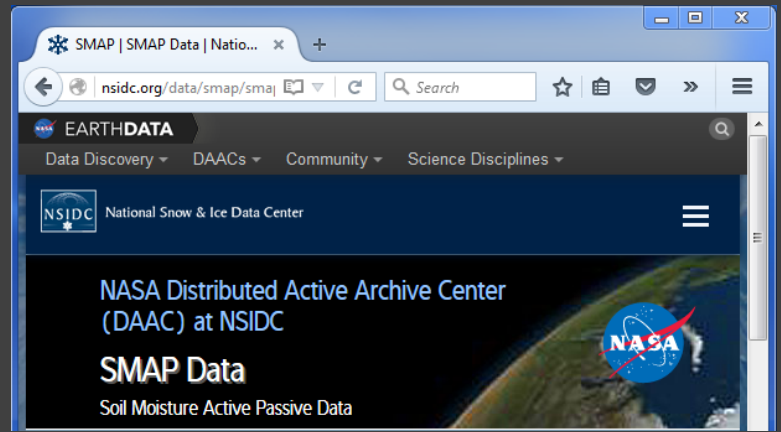 SMAP | SMAP Data | Natio...
nsidc.org/data/smap/smap
Search
EARTHDATA
Data Discovery DAACs Community Science Disciplines
NSIDC National Snow & Ice Data Center
NASA Distributed Active Archive Center
(DAAC) at NSIDC
NASA
SMAP Data
Soil Moisture Active Passive Data